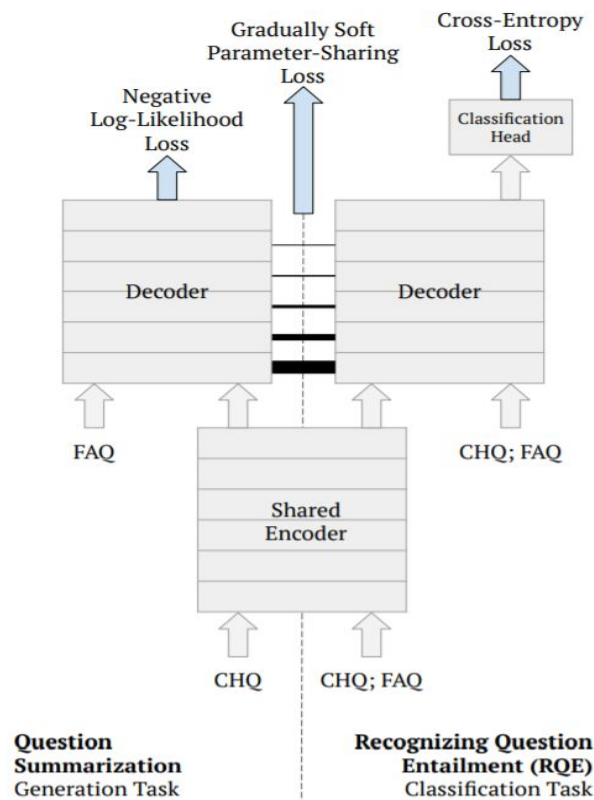 Gradually Soft
Parameter-Sharing
Loss
Cross-Entropy
Loss
Negative
Log-Likelihood
Loss
Classification
Head
Decoder
Decoder
FAQ
CHQ; FAQ
Shared
Encoder
CHQ
CHQ; FAQ
Question
Summarization
Generation Task
Recognizing Question
Entailment (RQE)
Classification Task